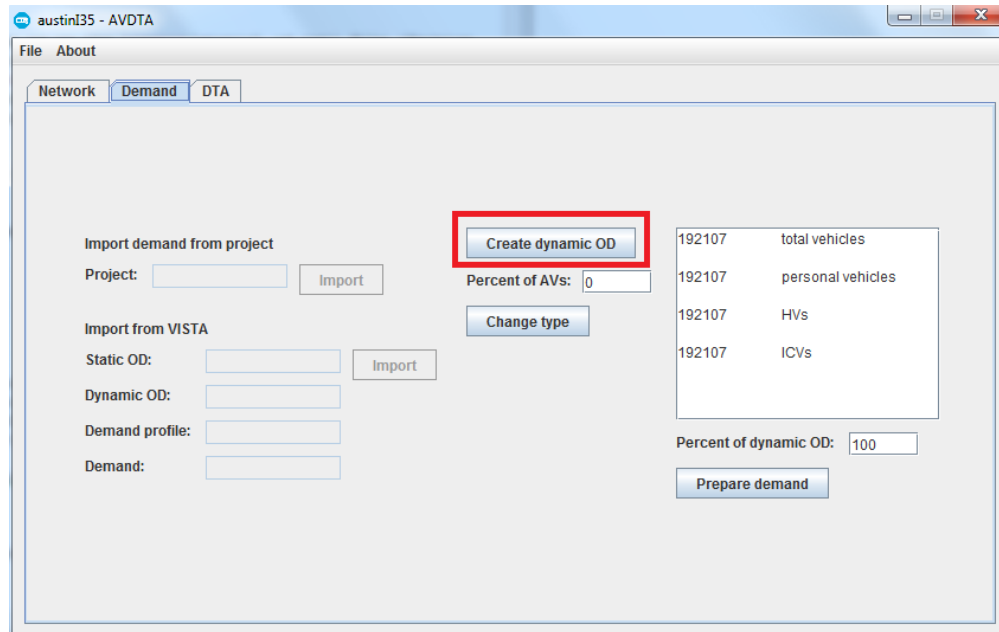 austinI35 - AVDTA
File About
Network Demand DTA
Import demand from project
Project: Import
Import from VISTA
Static OD: Import
Dynamic OD:
Demand profile:
Demand:
Create dynamic OD
Percent of AVs: 0
Change type
192107 total vehicles
192107 personal vehicles
192107 HVs
192107 ICVs
Percent of dynamic OD: 100
Prepare demand